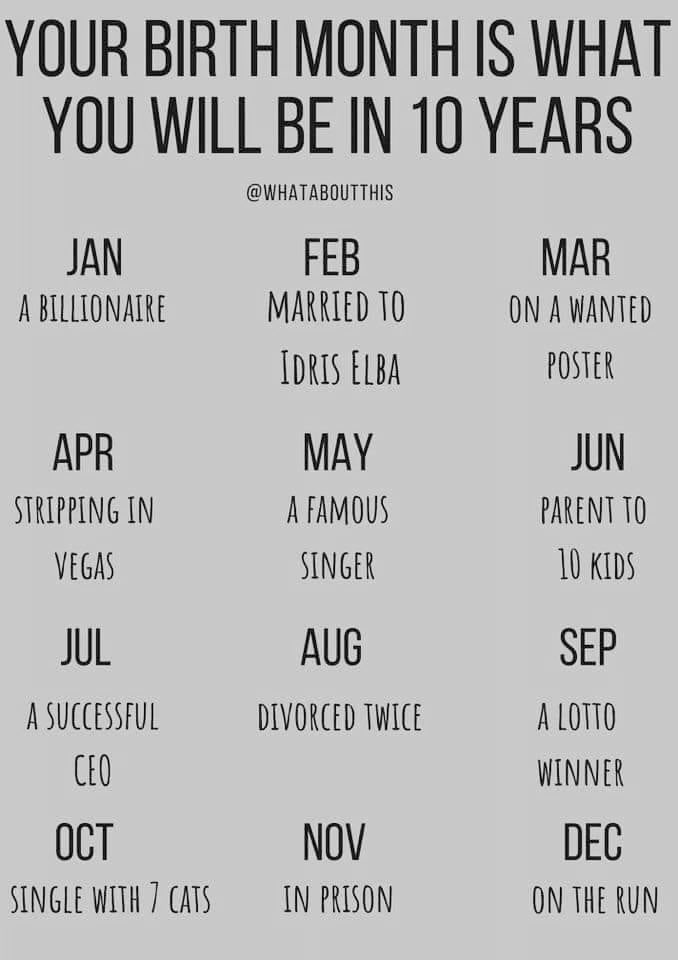 YOUR BIRTH MONTH IS WHAT
YOU WILL BE IN 10 YEARS
@WHATABOUTTHIS
JAN
A BILLIONAIRE
FEB
MARRIED TO
IDRIS ELBA
MAR
ON A WANTED
POSTER
APR
STRIPPING IN
VEGAS
MAY
A FAMOUS
SINGER
JUN
PARENT TO
10 KIDS
JUL
A SUCCESSFUL
CEO
AUG
DIVORCED TWICE
SEP
A LOTTO
WINNER
OCT
SINGLE WITH 7 CATS
NOV
IN PRISON
DEC
ON THE RUN